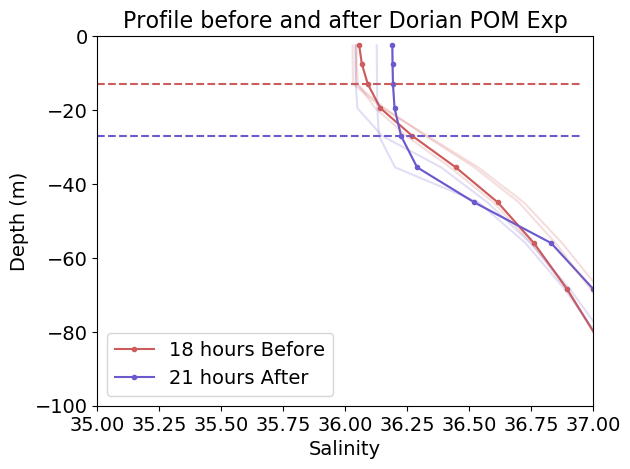 Profile before and after Dorian POM Exp
0
−20
−40
−60
−80
−100
Depth (m)
18 hours Before
21 hours After
35.00 35.25 35.50 35.75 36.00 36.25 36.50 36.75 37.00
Salinity